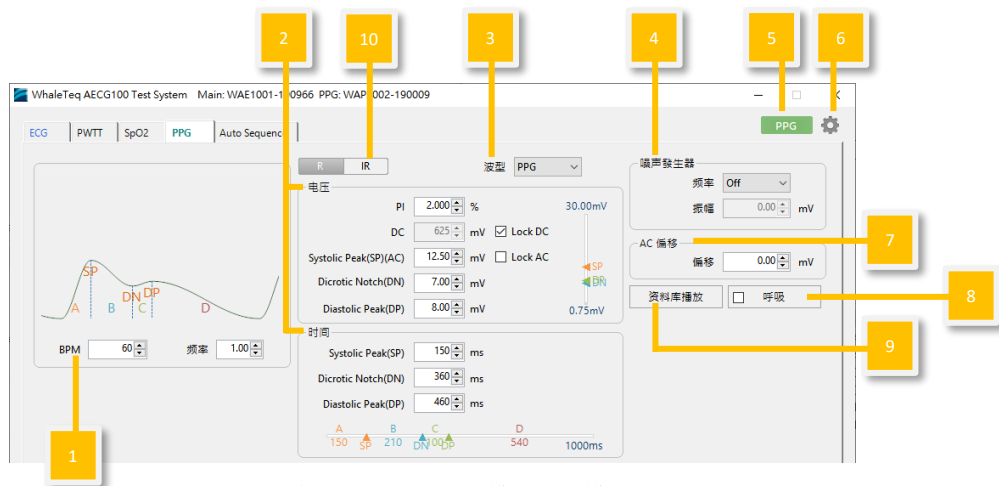 2
10
3
4
5
6
WhaleTeq AECG100 Test System Main: WAE1001- 0966 PPG: WAP 002-190009
ECG PWTT SpO2 PPG Auto Sequence
PPG
R IR
波型 PPG
电压
PI 2.000 % 30.00mV
DC 625 mV Lock DC
Systolic Peak(SP)(AC) 12.50 mV Lock AC
Dicrotic Notch(DN) 7.00 mV
Diastolic Peak(DP) 8.00 mV 0.75mV
SP
DP
DN
噪声發生器
频率 Off
振幅 0.00 mV
AC 偏移
偏移 0.00 mV
7
资料库播放 呼吸
8
9
SP
DN DP
A B C D
BPM 60 频率 1.00
1
时间
Systolic Peak(SP) 150 ms
Dicrotic Notch(DN) 360 ms
Diastolic Peak(DP) 460 ms
A B C D
150 SP 210 DN 100 DP 540 1000ms